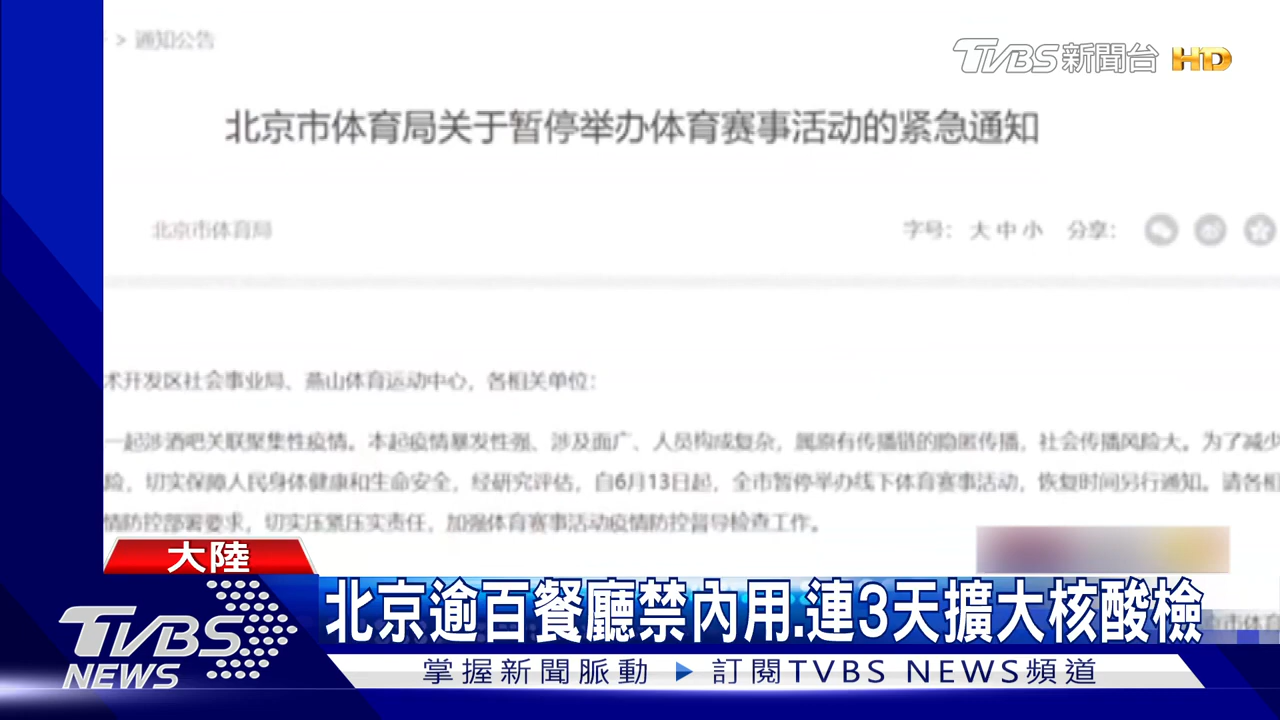 > 通知公告
TVBS新聞台 HD
北京市体育局关于暂停举办体育赛事活动的紧急通知
北京市体育局
字号： 大 中 小 分享：
术开发区社会事业局、燕山体育运动中心，各相关单位：
一起涉酒吧关联聚集性疫情。本起疫情暴发性强、涉及面广、人员构成复杂，属原有传播链的隐匿传播，社会传播风险大。为了减少
险，切实保障人民身体健康和生命安全，经研究评估，自6月13日起，全市暂停举办线下体育赛事活动，恢复时间另行通知。请各相
情防控部署要求，切实压紧压实责任，加强体育赛事活动疫情防控督导检查工作。
大陸
北京逾百餐廳禁內用.連3天擴大核酸檢
市体育
TVBS
NEWS
掌握新聞脈動 ▶ 訂閱TVBS NEWS頻道